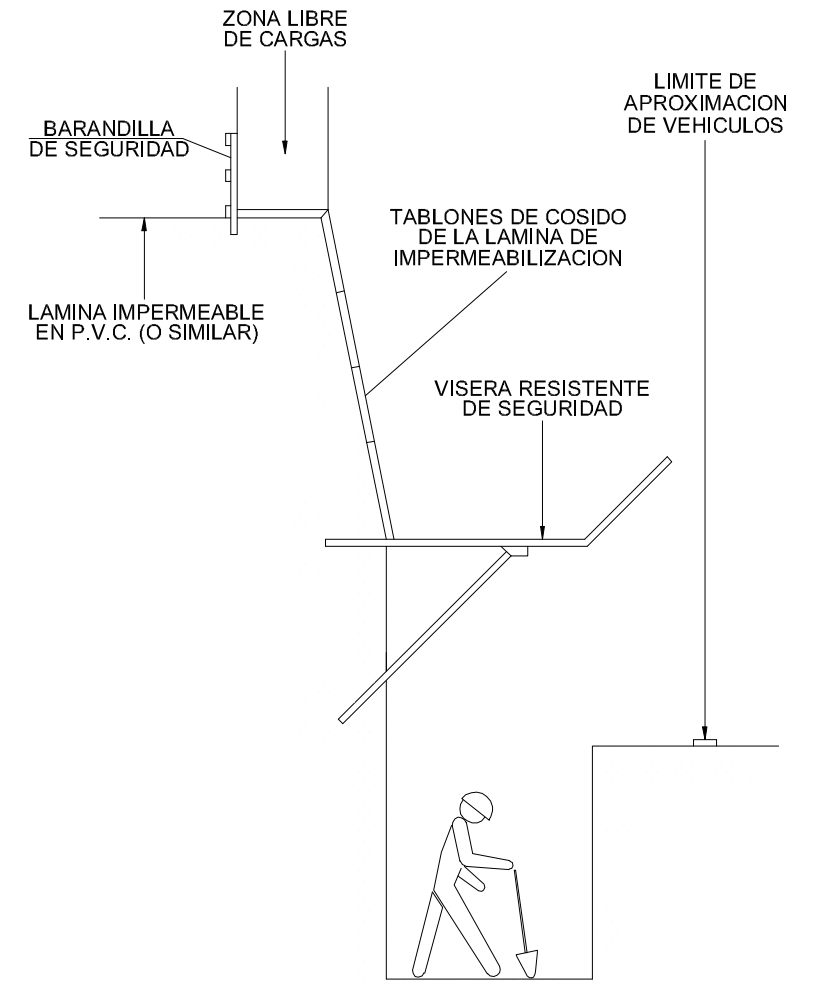 ZONA LIBRE
DE CARGAS
LIMITE DE
APROXIMACION
DE VEHICULOS
BARANDILLA
DE SEGURIDAD
TABLONES DE COSIDO
DE LA LAMINA DE
IMPERMEABILIZACION
LAMINA IMPERMEABLE
EN P.V.C. (O SIMILAR)
VISERA RESISTENTE
DE SEGURIDAD